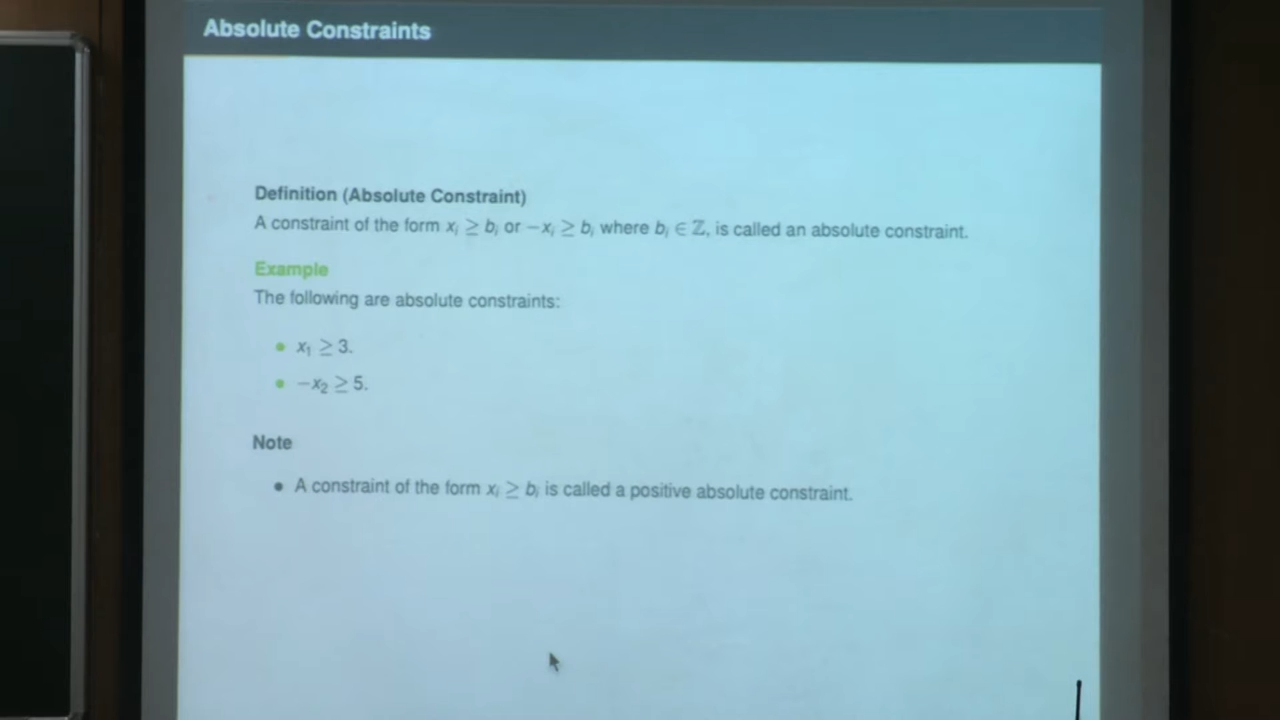 Absolute Constraints
Definition (Absolute Constraint)
A constraint of the form xᵢ ≥ bᵢ or −xᵢ ≥ bᵢ where bᵢ ∈ ℤ, is called an absolute constraint.
Example
The following are absolute constraints:
• x₁ ≥ 3.
• −x₂ ≥ 5.
Note
• A constraint of the form xᵢ ≥ bᵢ is called a positive absolute constraint.